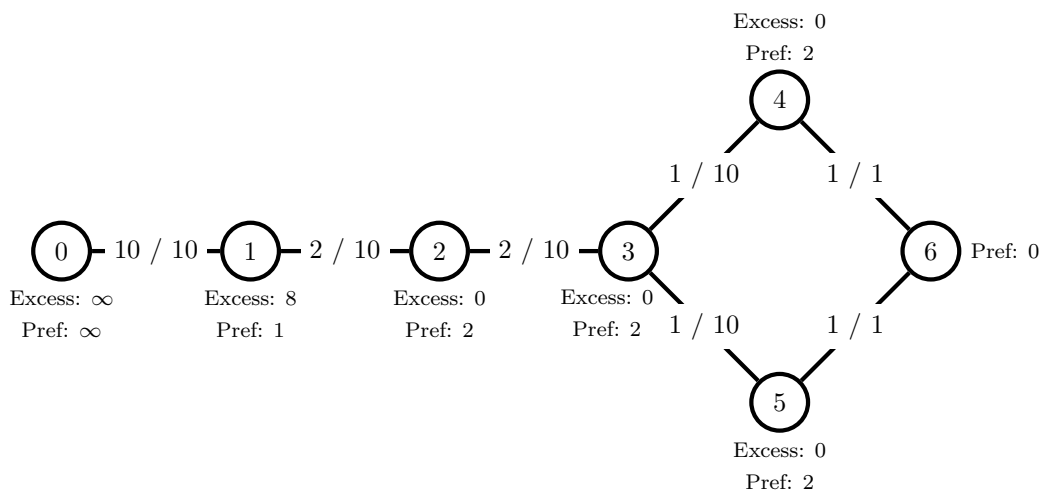 Excess: 0
Pref: 2
4
1 / 10
1 / 1
0
10 / 10
1
2 / 10
2
2 / 10
3
6
Pref: 0
Excess: ∞
Pref: ∞
Excess: 8
Pref: 1
Excess: 0
Pref: 2
Excess: 0
Pref: 2
1 / 10
1 / 1
5
Excess: 0
Pref: 2